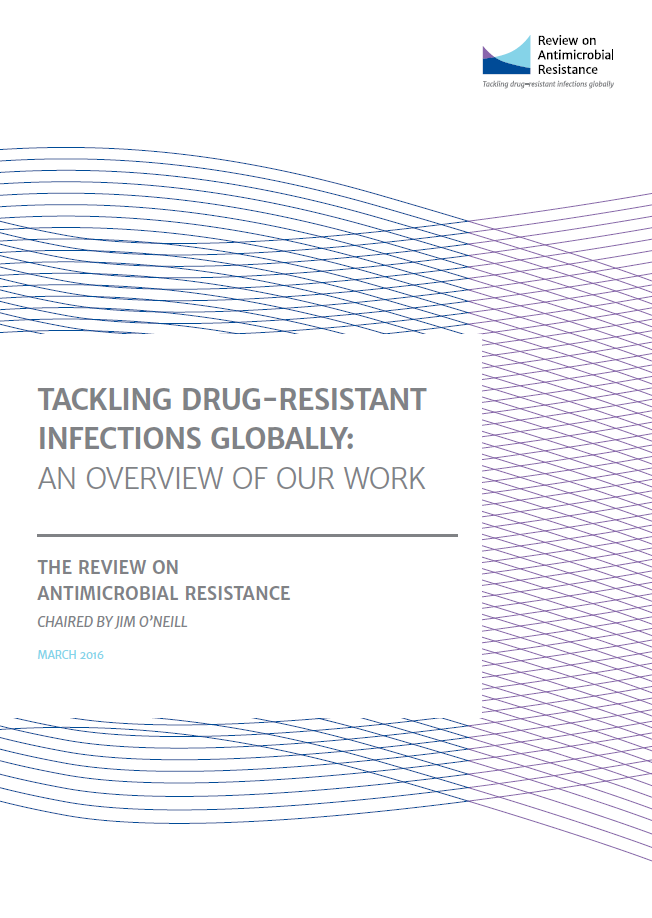 Review on
Antimicrobial
Resistance
Tackling drug-resistant infections globally
TACKLING DRUG-RESISTANT
INFECTIONS GLOBALLY:
AN OVERVIEW OF OUR WORK
THE REVIEW ON
ANTIMICROBIAL RESISTANCE
CHAIRED BY JIM O'NEILL
MARCH 2016